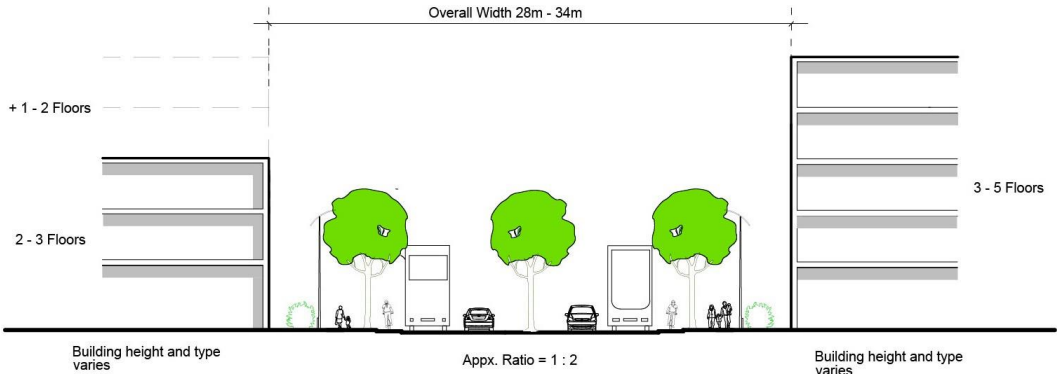 Overall Width 28m - 34m
+ 1 - 2 Floors
3 - 5 Floors
2 - 3 Floors
Building height and type
varies
Appx. Ratio = 1 : 2
Building height and type
varies